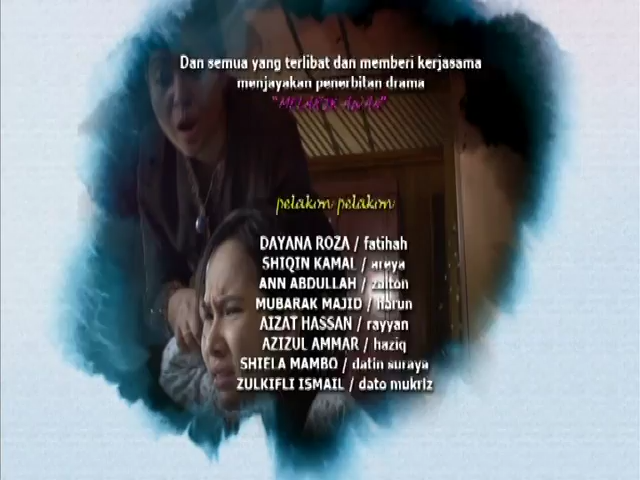 Dan semua yang terlibat dan memberi kerjasama
menjayakan penerbitan drama
pelakon pelakon
DAYANA ROZA / fatihah
SHIQIN KAMAL / areya
ANN ABDULLAH / zaiton
MUBARAK MAJID / harun
AIZAT HASSAN / rayyan
AZIZUL AMMAR / haziq
SHIELA MAMBO / datin suraya
ZULKIFLI ISMAIL / dato mukriz